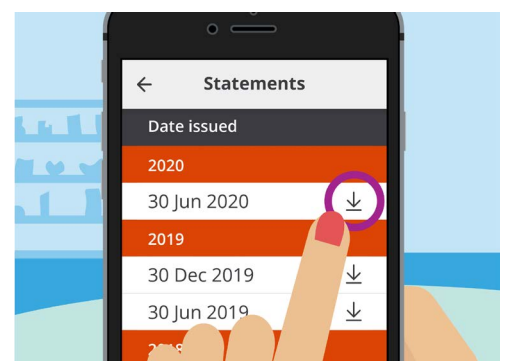 Statements
Date issued
2020
30 Jun 2020
2019
30 Dec 2019
30 Jun 2019